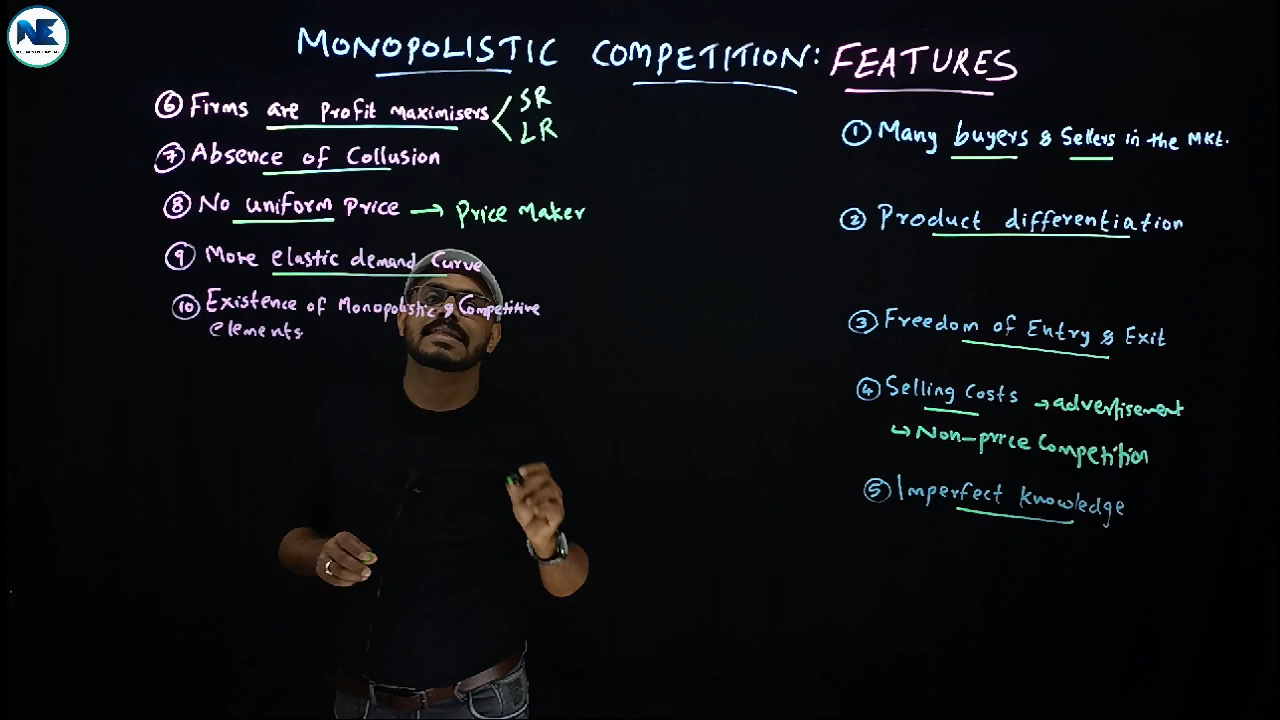 NE
MONOPOLISTIC COMPETITION: FEATURES
① Many buyers & Sellers in the MKt.
② Product differentiation
③ Freedom of Entry & Exit
④ Selling Costs → advertisement
↳ Non-price Competition
⑤ Imperfect knowledge
⑥ Firms are profit maximisers < SR
LR
⑦ Absence of Collusion
⑧ No uniform Price → Price Maker
⑨ More elastic demand Curve
⑩ Existence of Monopolistic & Competitive
elements